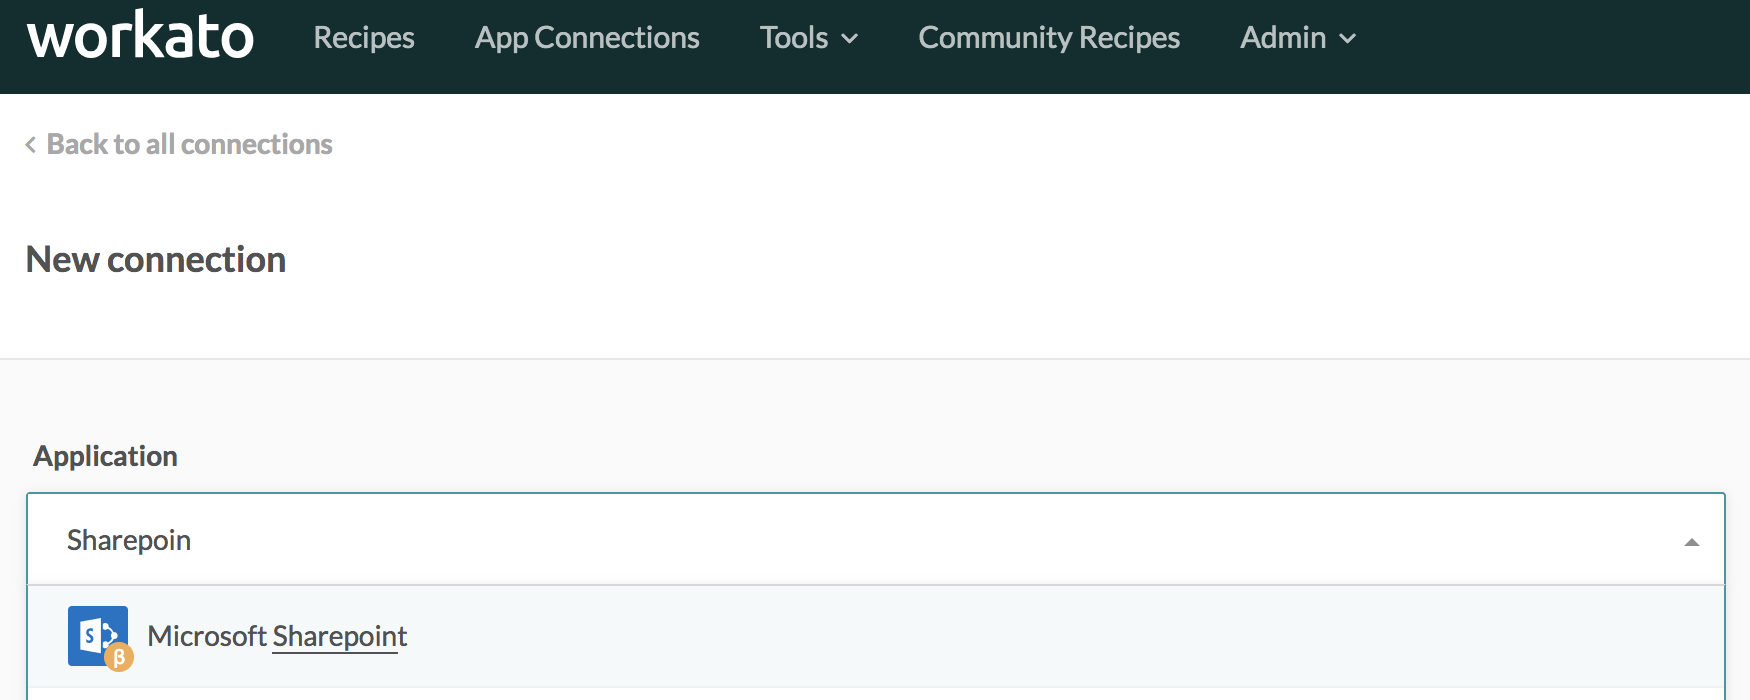 workato Recipes App Connections Tools Community Recipes Admin
Back to all connections
New connection
Application
Sharepoin
S β Microsoft Sharepoint